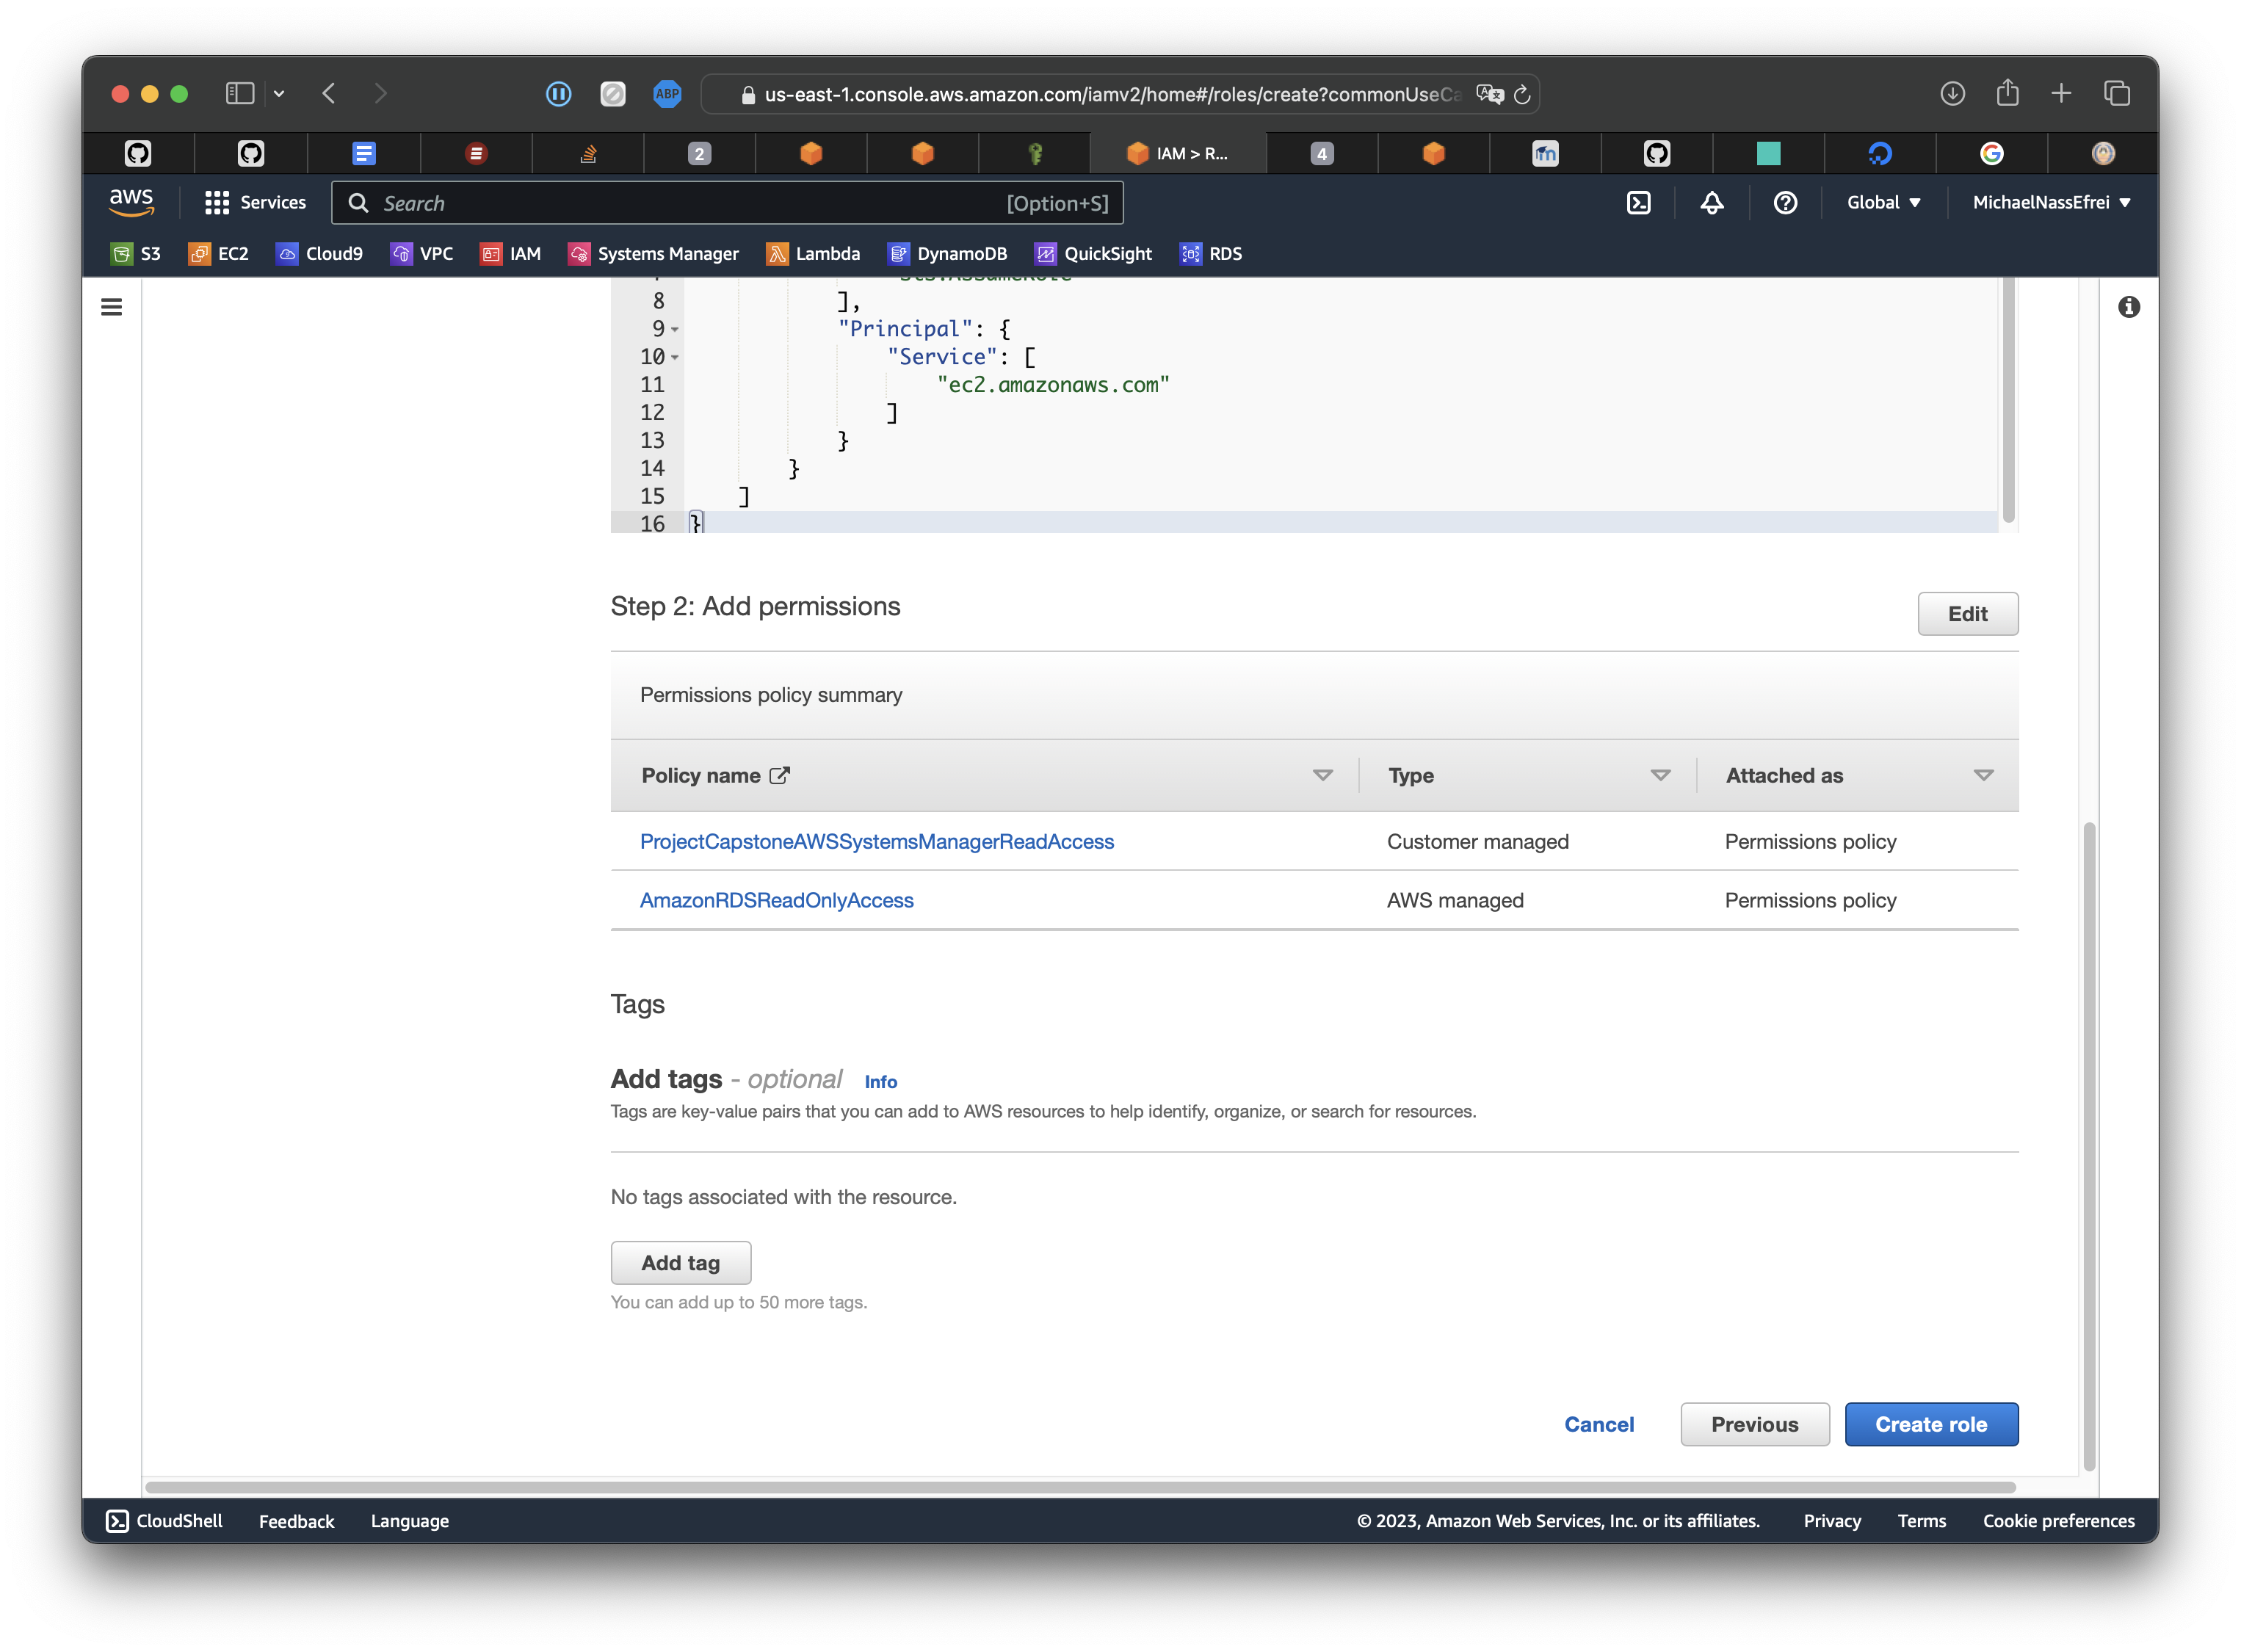 ABP
us-east-1.console.aws.amazon.com/iamv2/home#/roles/create?commonUseCa
2
IAM > R...
4
aws
Services
Search
[Option+S]
Global
MichaelNassEfrei
S3
EC2
Cloud9
VPC
IAM
Systems Manager
Lambda
DynamoDB
QuickSight
RDS
8 ],
9 "Principal": {
10 "Service": [
11 "ec2.amazonaws.com"
12 ]
13 }
14 }
15 ]
16 }
Step 2: Add permissions
Edit
Permissions policy summary
Policy name
Type
Attached as
ProjectCapstoneAWSSystemsManagerReadAccess
Customer managed
Permissions policy
AmazonRDSReadOnlyAccess
AWS managed
Permissions policy
Tags
Add tags - optional
Info
Tags are key-value pairs that you can add to AWS resources to help identify, organize, or search for resources.
No tags associated with the resource.
Add tag
You can add up to 50 more tags.
Cancel
Previous
Create role
CloudShell
Feedback
Language
© 2023, Amazon Web Services, Inc. or its affiliates.
Privacy
Terms
Cookie preferences